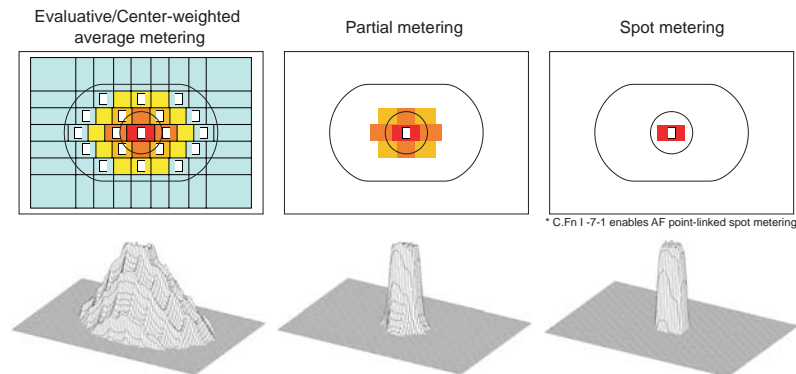 Evaluative/Center-weighted
average metering
Partial metering
Spot metering
* C.Fn I -7-1 enables AF point-linked spot metering